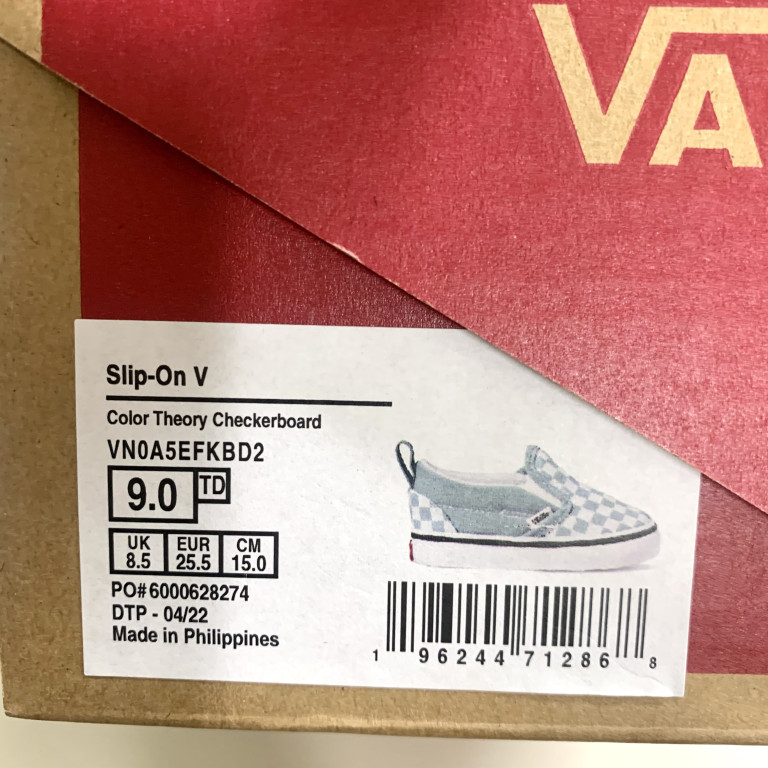 VA
Slip-On V
Color Theory Checkerboard
VN0A5EFKBD2
9.0 TD
UK EUR CM
8.5 25.5 15.0
PO#6000628274
DTP - 04/22
Made in Philippines
1 96244 71286 8